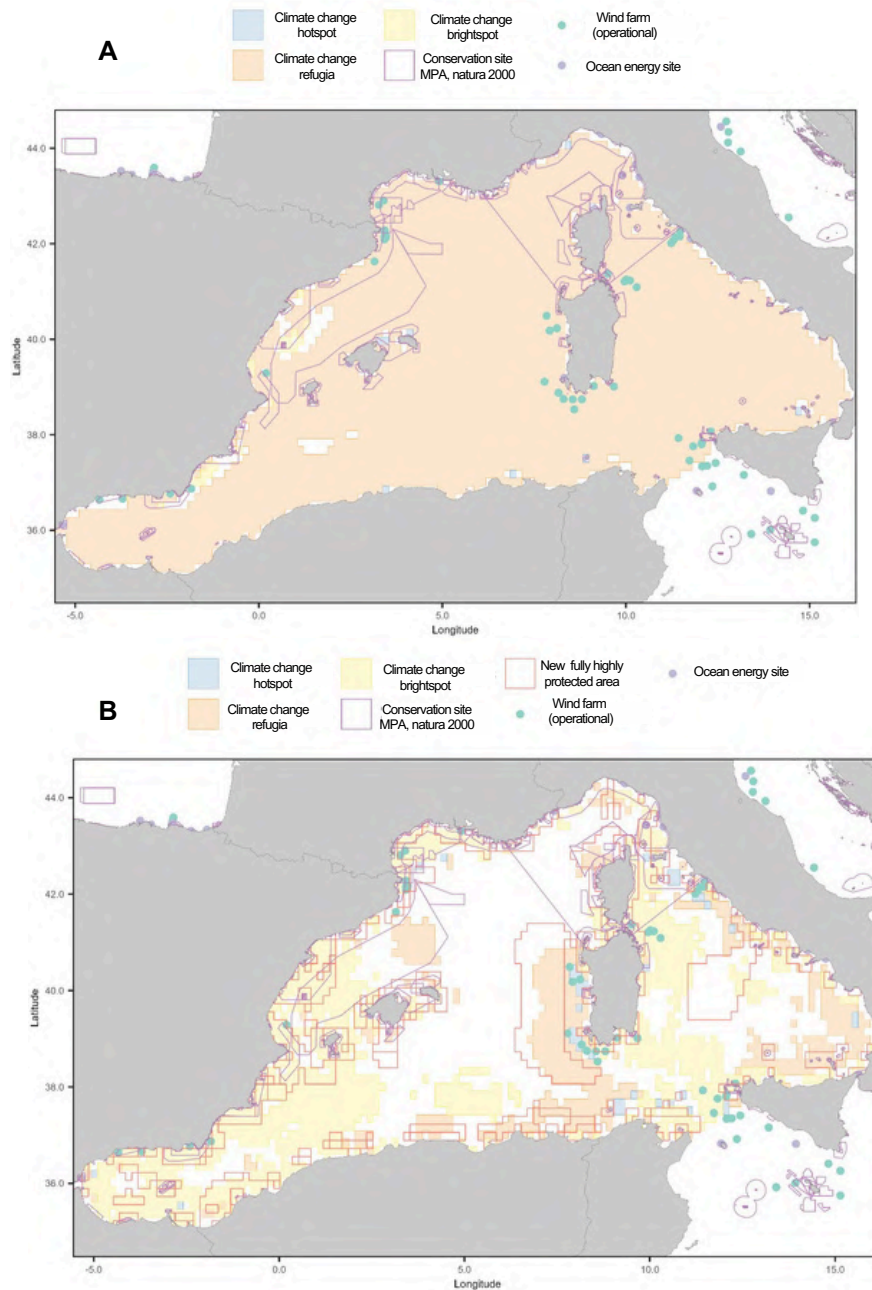 A
Climate change
hotspot
Climate change
brightspot
Wind farm
(operational)
Climate change
refugia
Conservation site
MPA, natura 2000
Ocean energy site
44.0
42.0
40.0
38.0
36.0
Latitude
-5.0
0.0
5.0
10.0
15.0
Longitude
B
Climate change
hotspot
Climate change
brightspot
New fully highly
protected area
Ocean energy site
Climate change
refugia
Conservation site
MPA, natura 2000
Wind farm
(operational)
44.0
42.0
40.0
38.0
36.0
Latitude
-5.0
0.0
5.0
10.0
15.0
Longitude